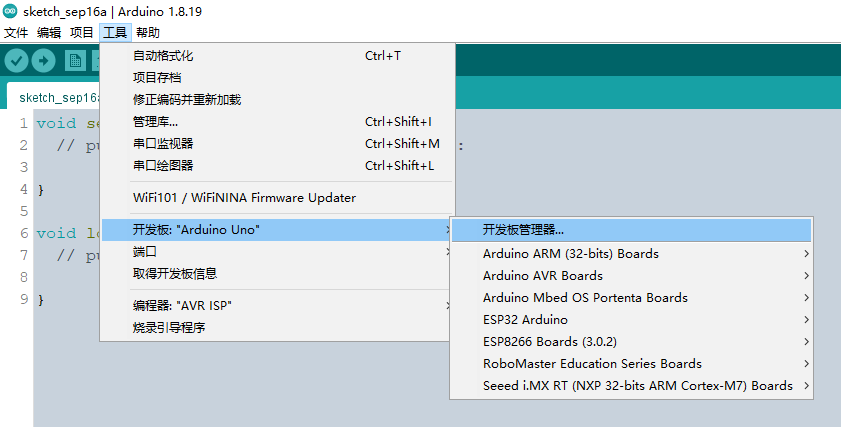 sketch_sep16a | Arduino 1.8.19
文件 编辑 项目 工具 帮助
自动格式化 Ctrl+T
项目存档
修正编码并重新加载
管理库... Ctrl+Shift+I
串口监视器 Ctrl+Shift+M
串口绘图器 Ctrl+Shift+L
WiFi101 / WiFiNINA Firmware Updater
开发板: "Arduino Uno"
端口
取得开发板信息
编程器: "AVR ISP"
烧录引导程序
开发板管理器...
Arduino ARM (32-bits) Boards
Arduino AVR Boards
Arduino Mbed OS Portenta Boards
ESP32 Arduino
ESP8266 Boards (3.0.2)
RoboMaster Education Series Boards
Seeed i.MX RT (NXP 32-bits ARM Cortex-M7) Boards
sketch_sep16a
1 void se
2 // pu :
3
4 }
5
6 void lo
7 // pu
8
9 }